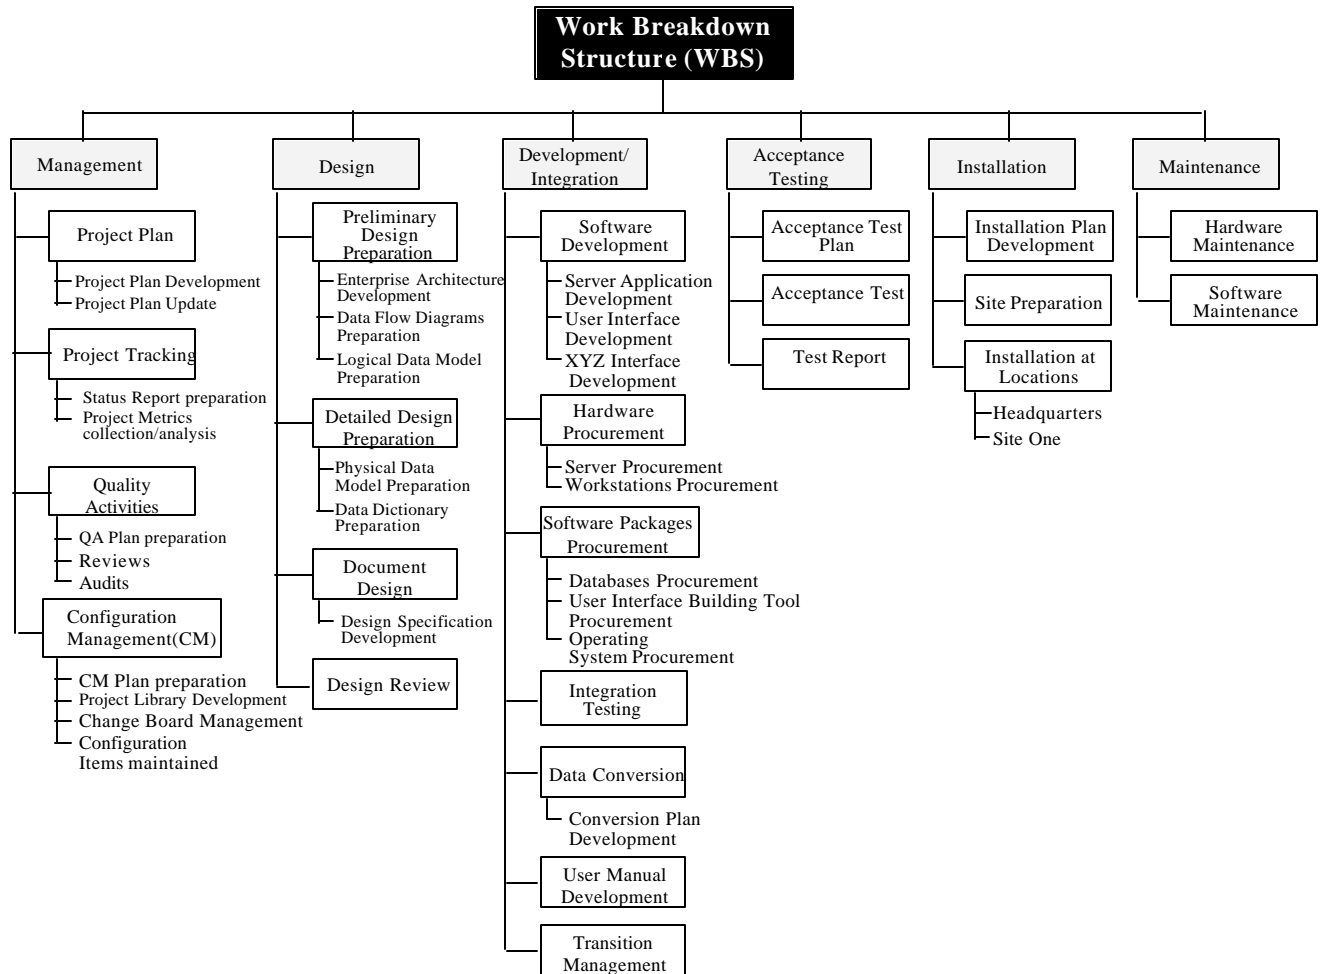 Work Breakdown
Structure (WBS)
Management
Project Plan
Project Plan Development
Project Plan Update
Project Tracking
Status Report preparation
Project Metrics
collection/analysis
Quality
Activities
QA Plan preparation
Reviews
Audits
Configuration
Management(CM)
CM Plan preparation
Project Library Development
Change Board Management
Configuration
Items maintained
Design
Preliminary
Design
Preparation
Enterprise Architecture
Development
Data Flow Diagrams
Preparation
Logical Data Model
Preparation
Detailed Design
Preparation
Physical Data
Model Preparation
Data Dictionary
Preparation
Document
Design
Design Specification
Development
Design Review
Development/
Integration
Software
Development
Server Application
Development
User Interface
Development
XYZ Interface
Development
Hardware
Procurement
Server Procurement
Workstations Procurement
Software Packages
Procurement
Databases Procurement
User Interface Building Tool
Procurement
Operating
System Procurement
Integration
Testing
Data Conversion
Conversion Plan
Development
User Manual
Development
Transition
Management
Acceptance
Testing
Acceptance Test
Plan
Acceptance Test
Test Report
Installation
Installation Plan
Development
Site Preparation
Installation at
Locations
Headquarters
Site One
Maintenance
Hardware
Maintenance
Software
Maintenance